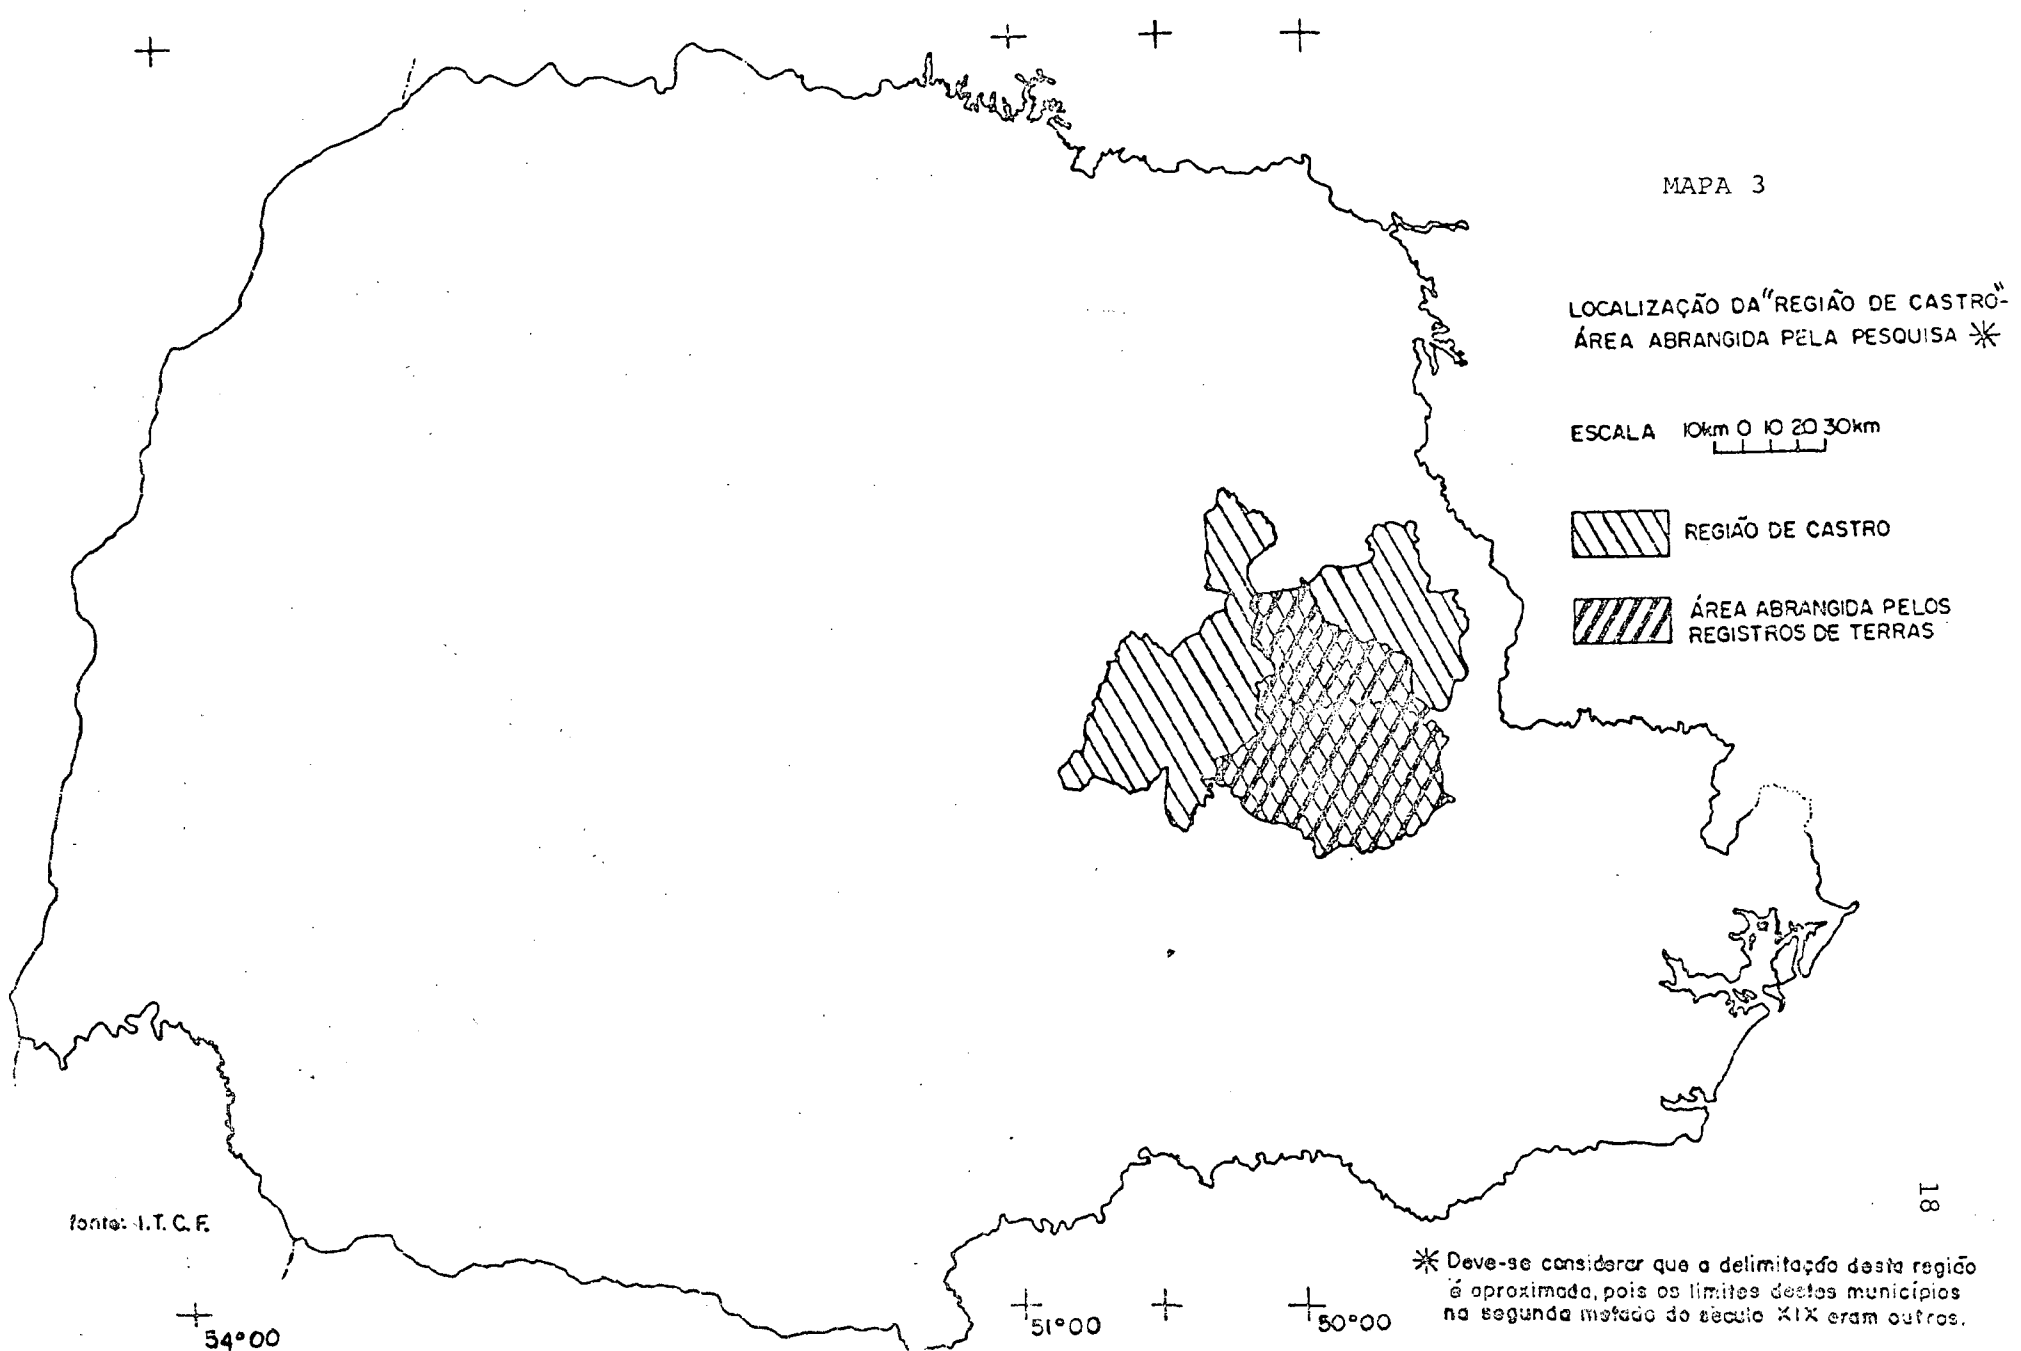 MAPA 3
LOCALIZAÇÃO DA "REGIÃO DE CASTRO"-
ÁREA ABRANGIDA PELA PESQUISA *
ESCALA 10km 0 10 20 30km
REGIÃO DE CASTRO
ÁREA ABRANGIDA PELOS
REGISTROS DE TERRAS
fonte: I.T.C.F.
18
* Deve-se considerar que a delimitação desta região
é aproximada, pois os limites destes municípios
na segunda metade do século XIX eram outros.
54°00
51°00
50°00